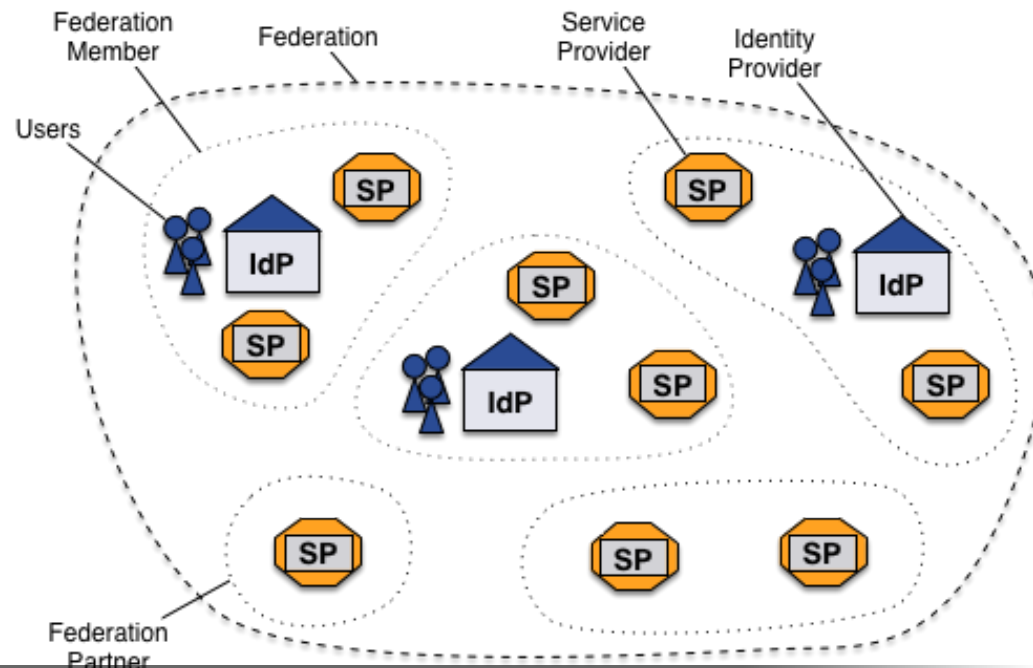 Federation
Member
Federation
Service
Provider
Identity
Provider
Users
SP
SP
IdP
IdP
SP
SP
SP
SP
IdP
SP
SP
SP
Federation
Partner